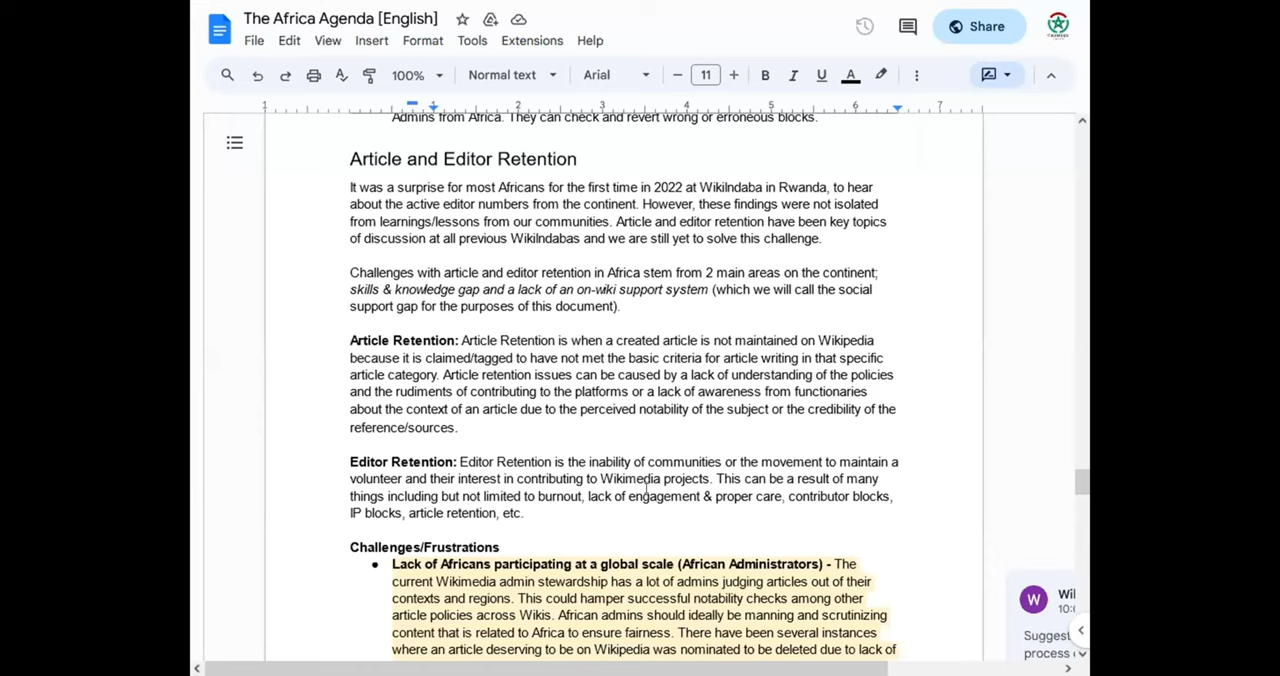 The Africa Agenda [English]
File Edit View Insert Format Tools Extensions Help
Share
100% Normal text Arial 11 B I U A
1 1 2 3 4 5 6 7
Admins from Africa. They can check and revert wrong or erroneous blocks.
Article and Editor Retention
It was a surprise for most Africans for the first time in 2022 at WikiIndaba in Rwanda, to hear
about the active editor numbers from the continent. However, these findings were not isolated
from learnings/lessons from our communities. Article and editor retention have been key topics
of discussion at all previous WikiIndabas and we are still yet to solve this challenge.
Challenges with article and editor retention in Africa stem from 2 main areas on the continent;
skills & knowledge gap and a lack of an on-wiki support system (which we will call the social
support gap for the purposes of this document).
Article Retention: Article Retention is when a created article is not maintained on Wikipedia
because it is claimed/tagged to have not met the basic criteria for article writing in that specific
article category. Article retention issues can be caused by a lack of understanding of the policies
and the rudiments of contributing to the platforms or a lack of awareness from functionaries
about the context of an article due to the perceived notability of the subject or the credibility of the
reference/sources.
Editor Retention: Editor Retention is the inability of communities or the movement to maintain a
volunteer and their interest in contributing to Wikimedia projects. This can be a result of many
things including but not limited to burnout, lack of engagement & proper care, contributor blocks,
IP blocks, article retention, etc.
Challenges/Frustrations
● Lack of Africans participating at a global scale (African Administrators) - The
current Wikimedia admin stewardship has a lot of admins judging articles out of their
contexts and regions. This could hamper successful notability checks among other
article policies across Wikis. African admins should ideally be manning and scrutinizing
content that is related to Africa to ensure fairness. There have been several instances
where an article deserving to be on Wikipedia was nominated to be deleted due to lack of
W
Wil
10:
Suggest
process